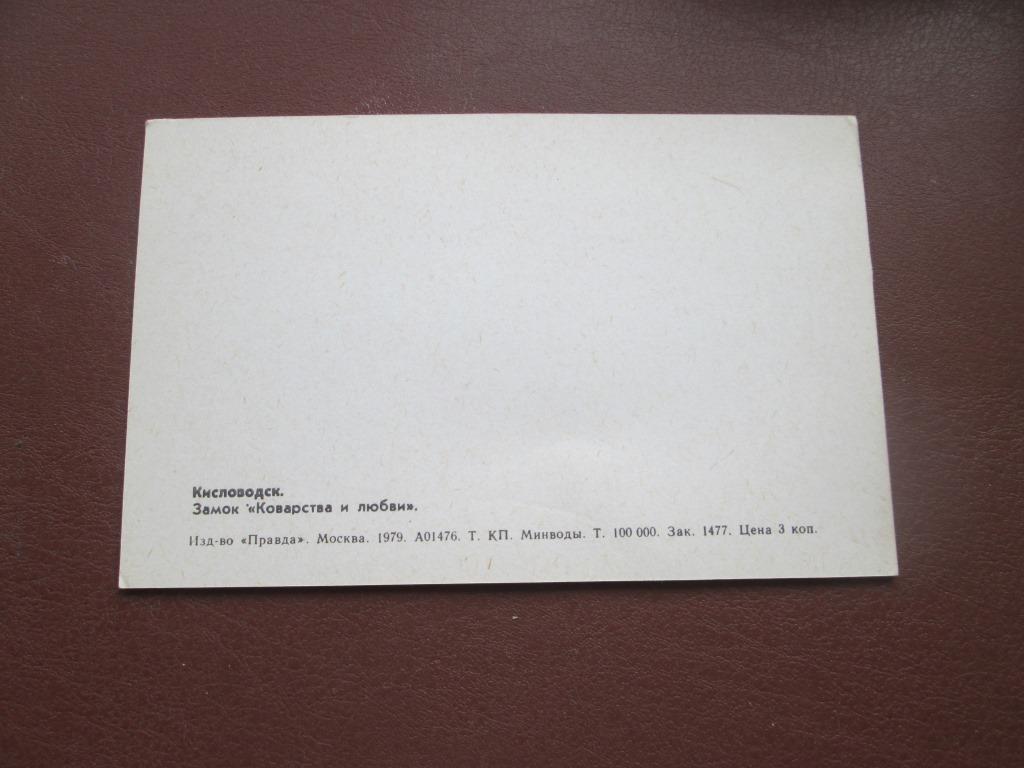 Кисловодск.
Замок «Коварства и любви».
Изд-во «Правда». Москва. 1979. А01476. Т. КП. Минводы. Т. 100 000. Зак. 1477. Цена 3 коп.